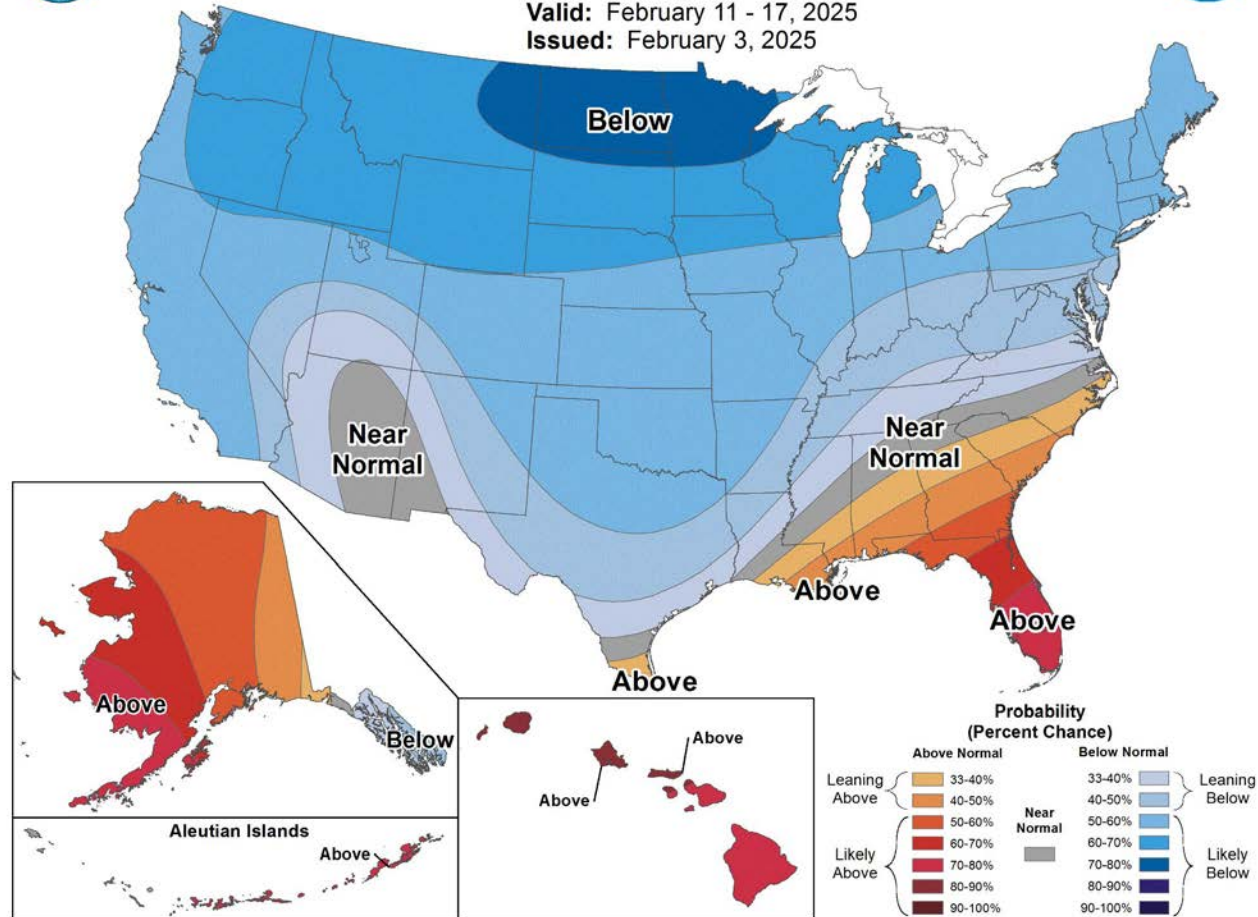 Valid: February 11 - 17, 2025
Issued: February 3, 2025
Below
Near
Normal
Near
Normal
Above
Above
Above
Above
Below
Aleutian Islands
Above
Above
Above
Probability
(Percent Chance)
Above Normal
Below Normal
Leaning
Above
33-40%
40-50%
Likely
Above
50-60%
60-70%
70-80%
80-90%
90-100%
Near
Normal
33-40%
40-50%
Leaning
Below
50-60%
60-70%
70-80%
80-90%
90-100%
Likely
Below